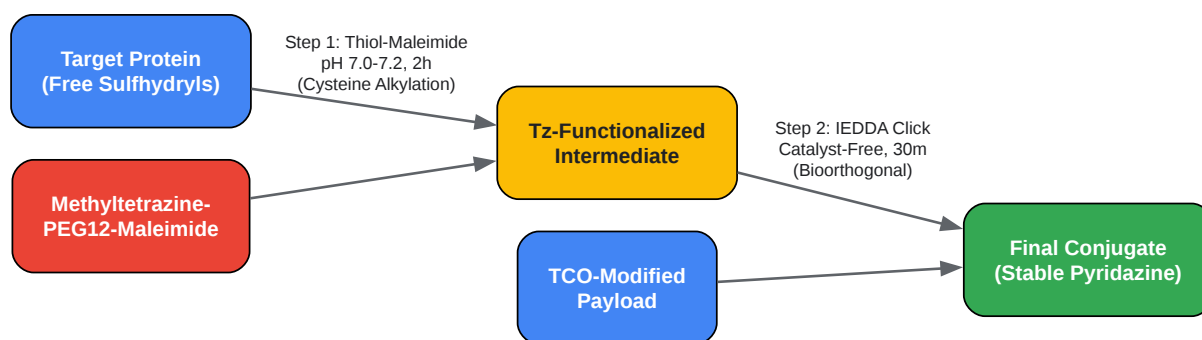 Target Protein
(Free Sulfhydryls)
Step 1: Thiol-Maleimide
pH 7.0-7.2, 2h
(Cysteine Alkylation)
Methyltetrazine-
PEG12-Maleimide
Tz-Functionalized
Intermediate
Step 2: IEDDA Click
Catalyst-Free, 30m
(Bioorthogonal)
TCO-Modified
Payload
Final Conjugate
(Stable Pyridazine)